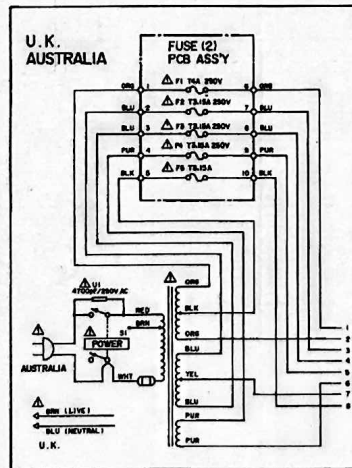 U.K.
AUSTRALIA
FUSE (2)
PCB ASS'Y
ORG 1 F1 T4A 250V 6 ORG
BLU 2 F2 T3.15A 250V 7 BLU
BLU 3 F3 T3.15A 250V 8 BLU
PUR 4 F4 T3.15A 250V 9 PUR
BLK 5 F5 T3.15A 10 BLK
U1
4700pF/250V AC
RED
BRN
S1
POWER
WHT
AUSTRALIA
BRN (LIVE)
BLU (NEUTRAL)
U.K.
ORG
BLK
ORG
BLU
YEL
BLU
PUR
PUR
1
2
3
4
5
6
7
8